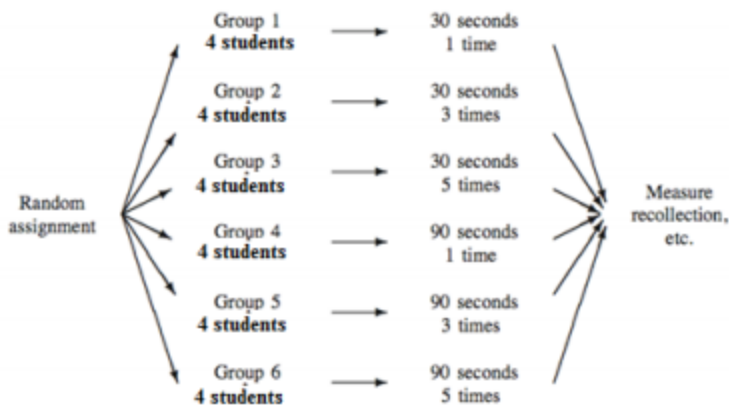 Random
assignment
Group 1
4 students
30 seconds
1 time
Group 2
4 students
30 seconds
3 times
Group 3
4 students
30 seconds
5 times
Group 4
4 students
90 seconds
1 time
Group 5
4 students
90 seconds
3 times
Group 6
4 students
90 seconds
5 times
Measure
recollection,
etc.